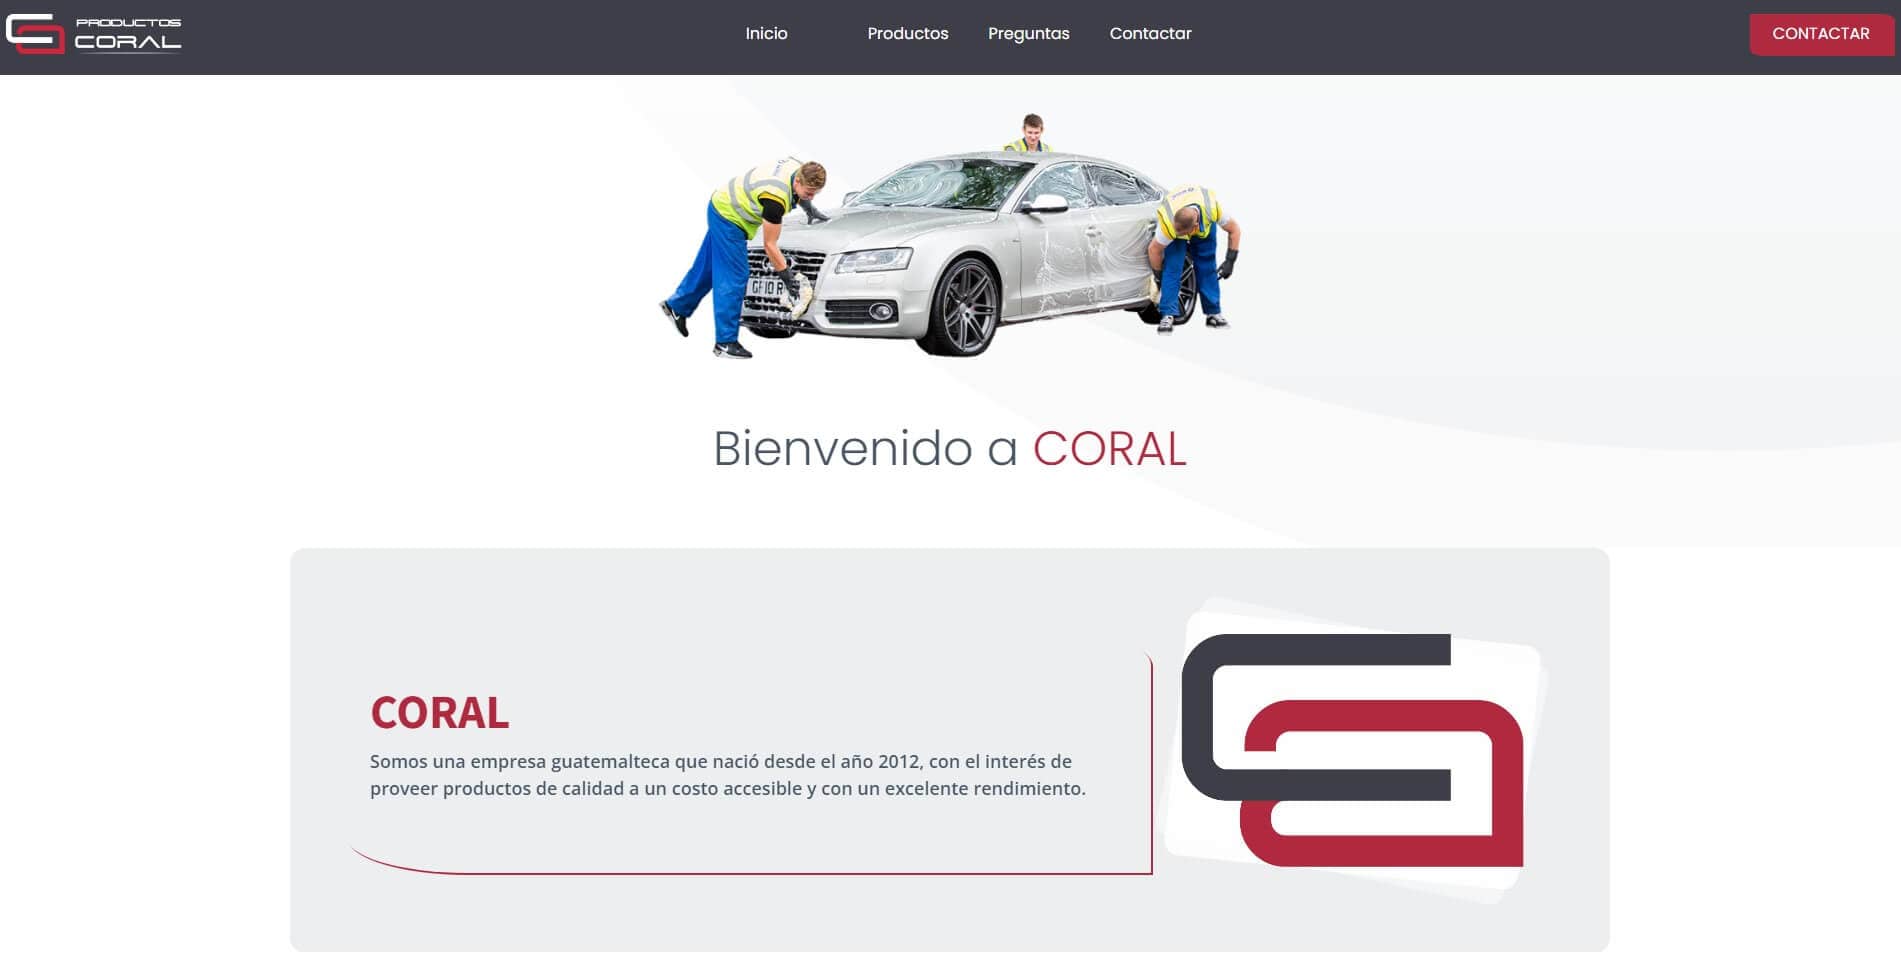 PRODUCTOS
CORAL
Inicio
Productos
Preguntas
Contactar
CONTACTAR
GF10 R
Bienvenido a CORAL
CORAL
Somos una empresa guatemalteca que nació desde el año 2012, con el interés de
proveer productos de calidad a un costo accesible y con un excelente rendimiento.